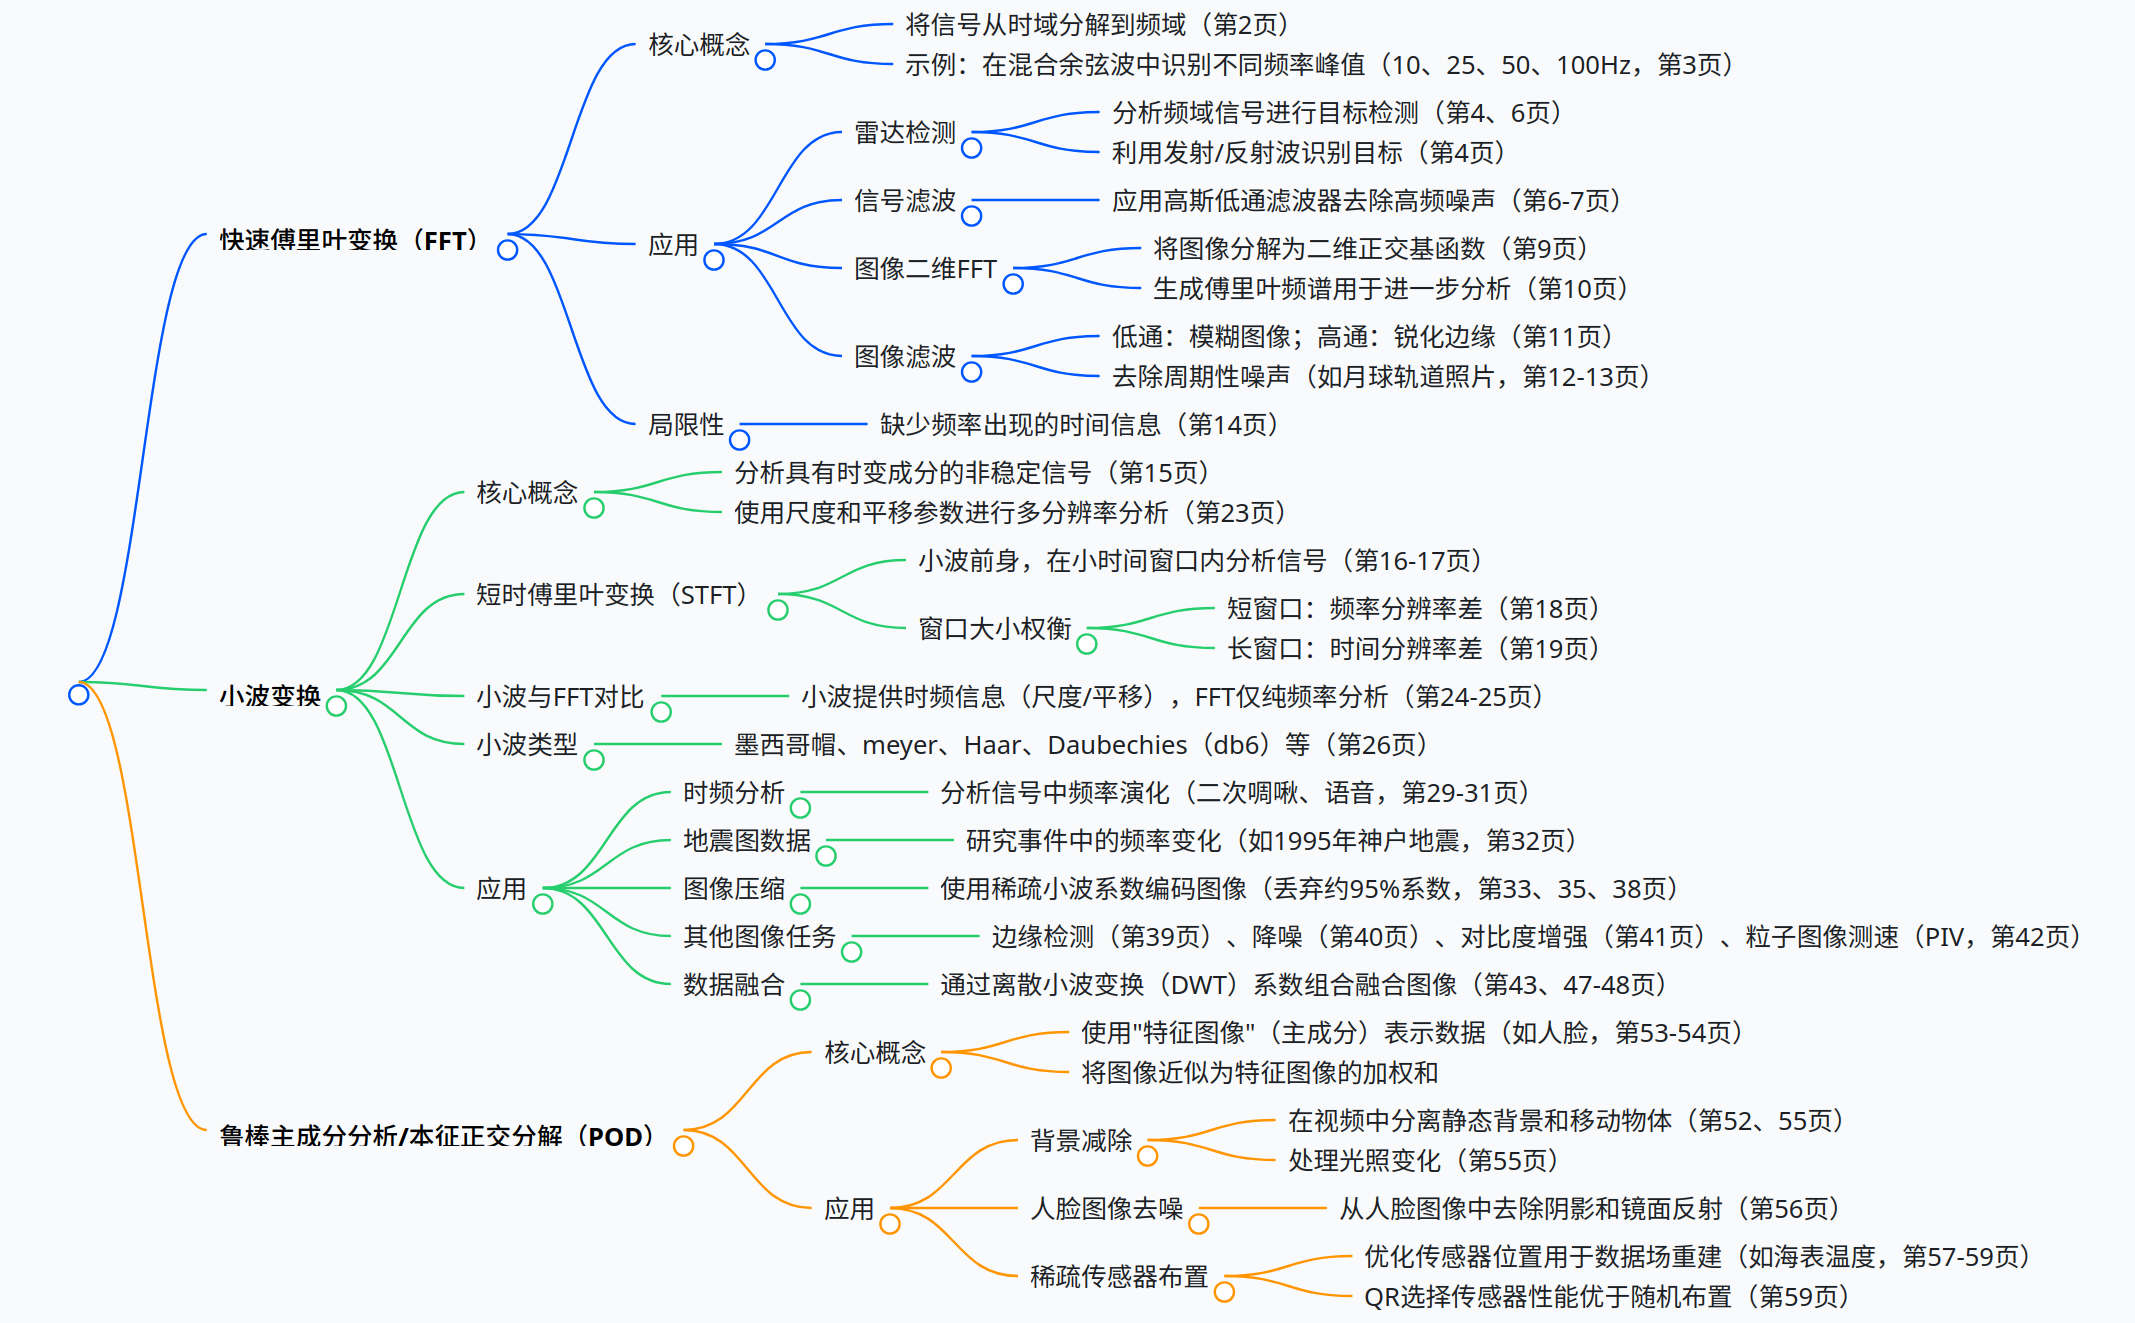 核心概念
将信号从时域分解到频域（第2页）
示例：在混合余弦波中识别不同频率峰值（10、25、50、100Hz，第3页）
快速傅里叶变换（FFT）
应用
雷达检测
分析频域信号进行目标检测（第4、6页）
利用发射/反射波识别目标（第4页）
信号滤波
应用高斯低通滤波器去除高频噪声（第6-7页）
图像二维FFT
将图像分解为二维正交基函数（第9页）
生成傅里叶频谱用于进一步分析（第10页）
图像滤波
低通：模糊图像；高通：锐化边缘（第11页）
去除周期性噪声（如月球轨道照片，第12-13页）
局限性
缺少频率出现的时间信息（第14页）
小波变换
核心概念
分析具有时变成分的非稳定信号（第15页）
使用尺度和平移参数进行多分辨率分析（第23页）
短时傅里叶变换（STFT）
小波前身，在小时间窗口内分析信号（第16-17页）
窗口大小权衡
短窗口：频率分辨率差（第18页）
长窗口：时间分辨率差（第19页）
小波与FFT对比
小波提供时频信息（尺度/平移），FFT仅纯频率分析（第24-25页）
小波类型
墨西哥帽、meyer、Haar、Daubechies（db6）等（第26页）
应用
时频分析
分析信号中频率演化（二次啁啾、语音，第29-31页）
地震图数据
研究事件中的频率变化（如1995年神户地震，第32页）
图像压缩
使用稀疏小波系数编码图像（丢弃约95%系数，第33、35、38页）
其他图像任务
边缘检测（第39页）、降噪（第40页）、对比度增强（第41页）、粒子图像测速（PIV，第42页）
数据融合
通过离散小波变换（DWT）系数组合融合图像（第43、47-48页）
鲁棒主成分分析/本征正交分解（POD）
核心概念
使用"特征图像"（主成分）表示数据（如人脸，第53-54页）
将图像近似为特征图像的加权和
应用
背景减除
在视频中分离静态背景和移动物体（第52、55页）
处理光照变化（第55页）
人脸图像去噪
从人脸图像中去除阴影和镜面反射（第56页）
稀疏传感器布置
优化传感器位置用于数据场重建（如海表温度，第57-59页）
QR选择传感器性能优于随机布置（第59页）